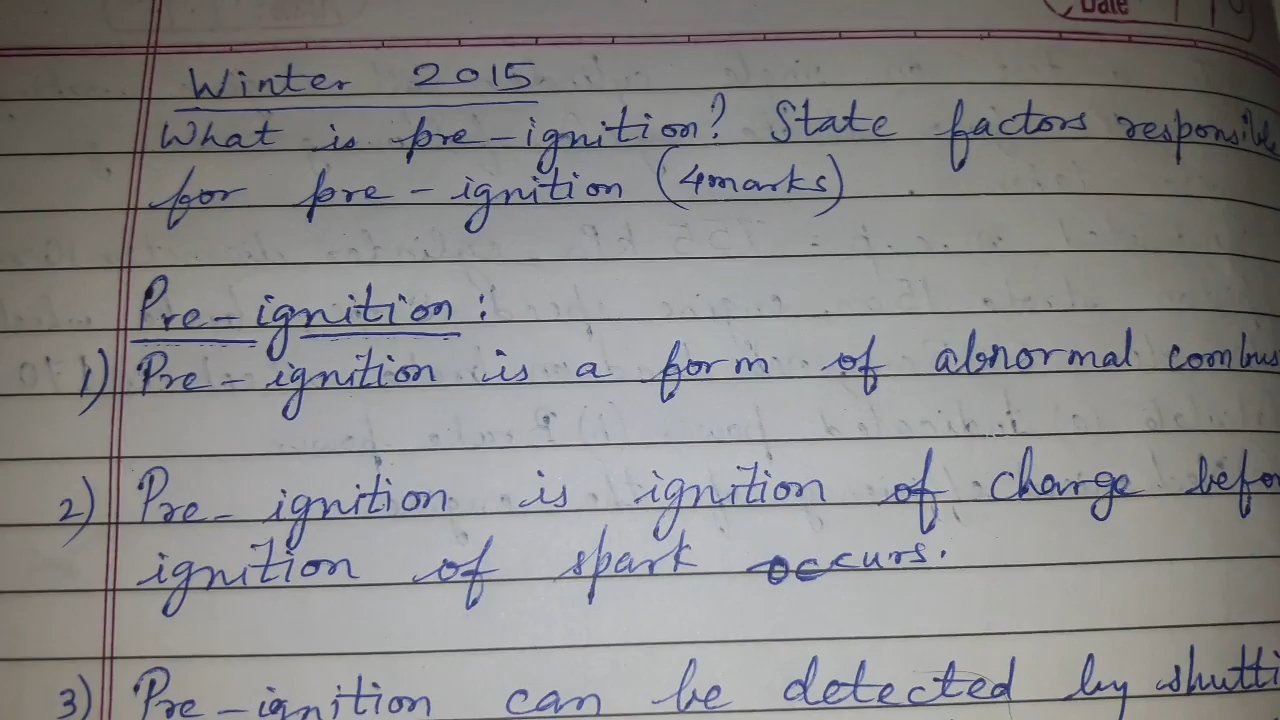 Date
Winter 2015
What is pre-ignition? State factors responsible
for pre-ignition (4marks)
Pre-ignition :
1) Pre-ignition is a form of abnormal combus
2) Pre-ignition is ignition of charge befor
ignition of spark occurs.
3) Pre-ignition can be detected by shutti